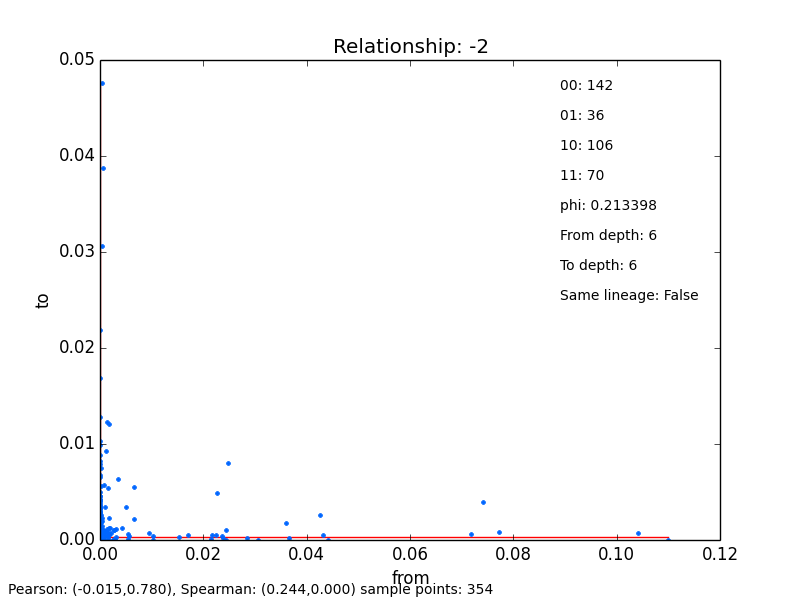 Relationship: -2
0.05
0.04
0.03
0.02
0.01
0.00
to
00: 142
01: 36
10: 106
11: 70
phi: 0.213398
From depth: 6
To depth: 6
Same lineage: False
0.00 0.02 0.04 0.06 0.08 0.10 0.12
from
Pearson: (-0.015,0.780), Spearman: (0.244,0.000) sample points: 354